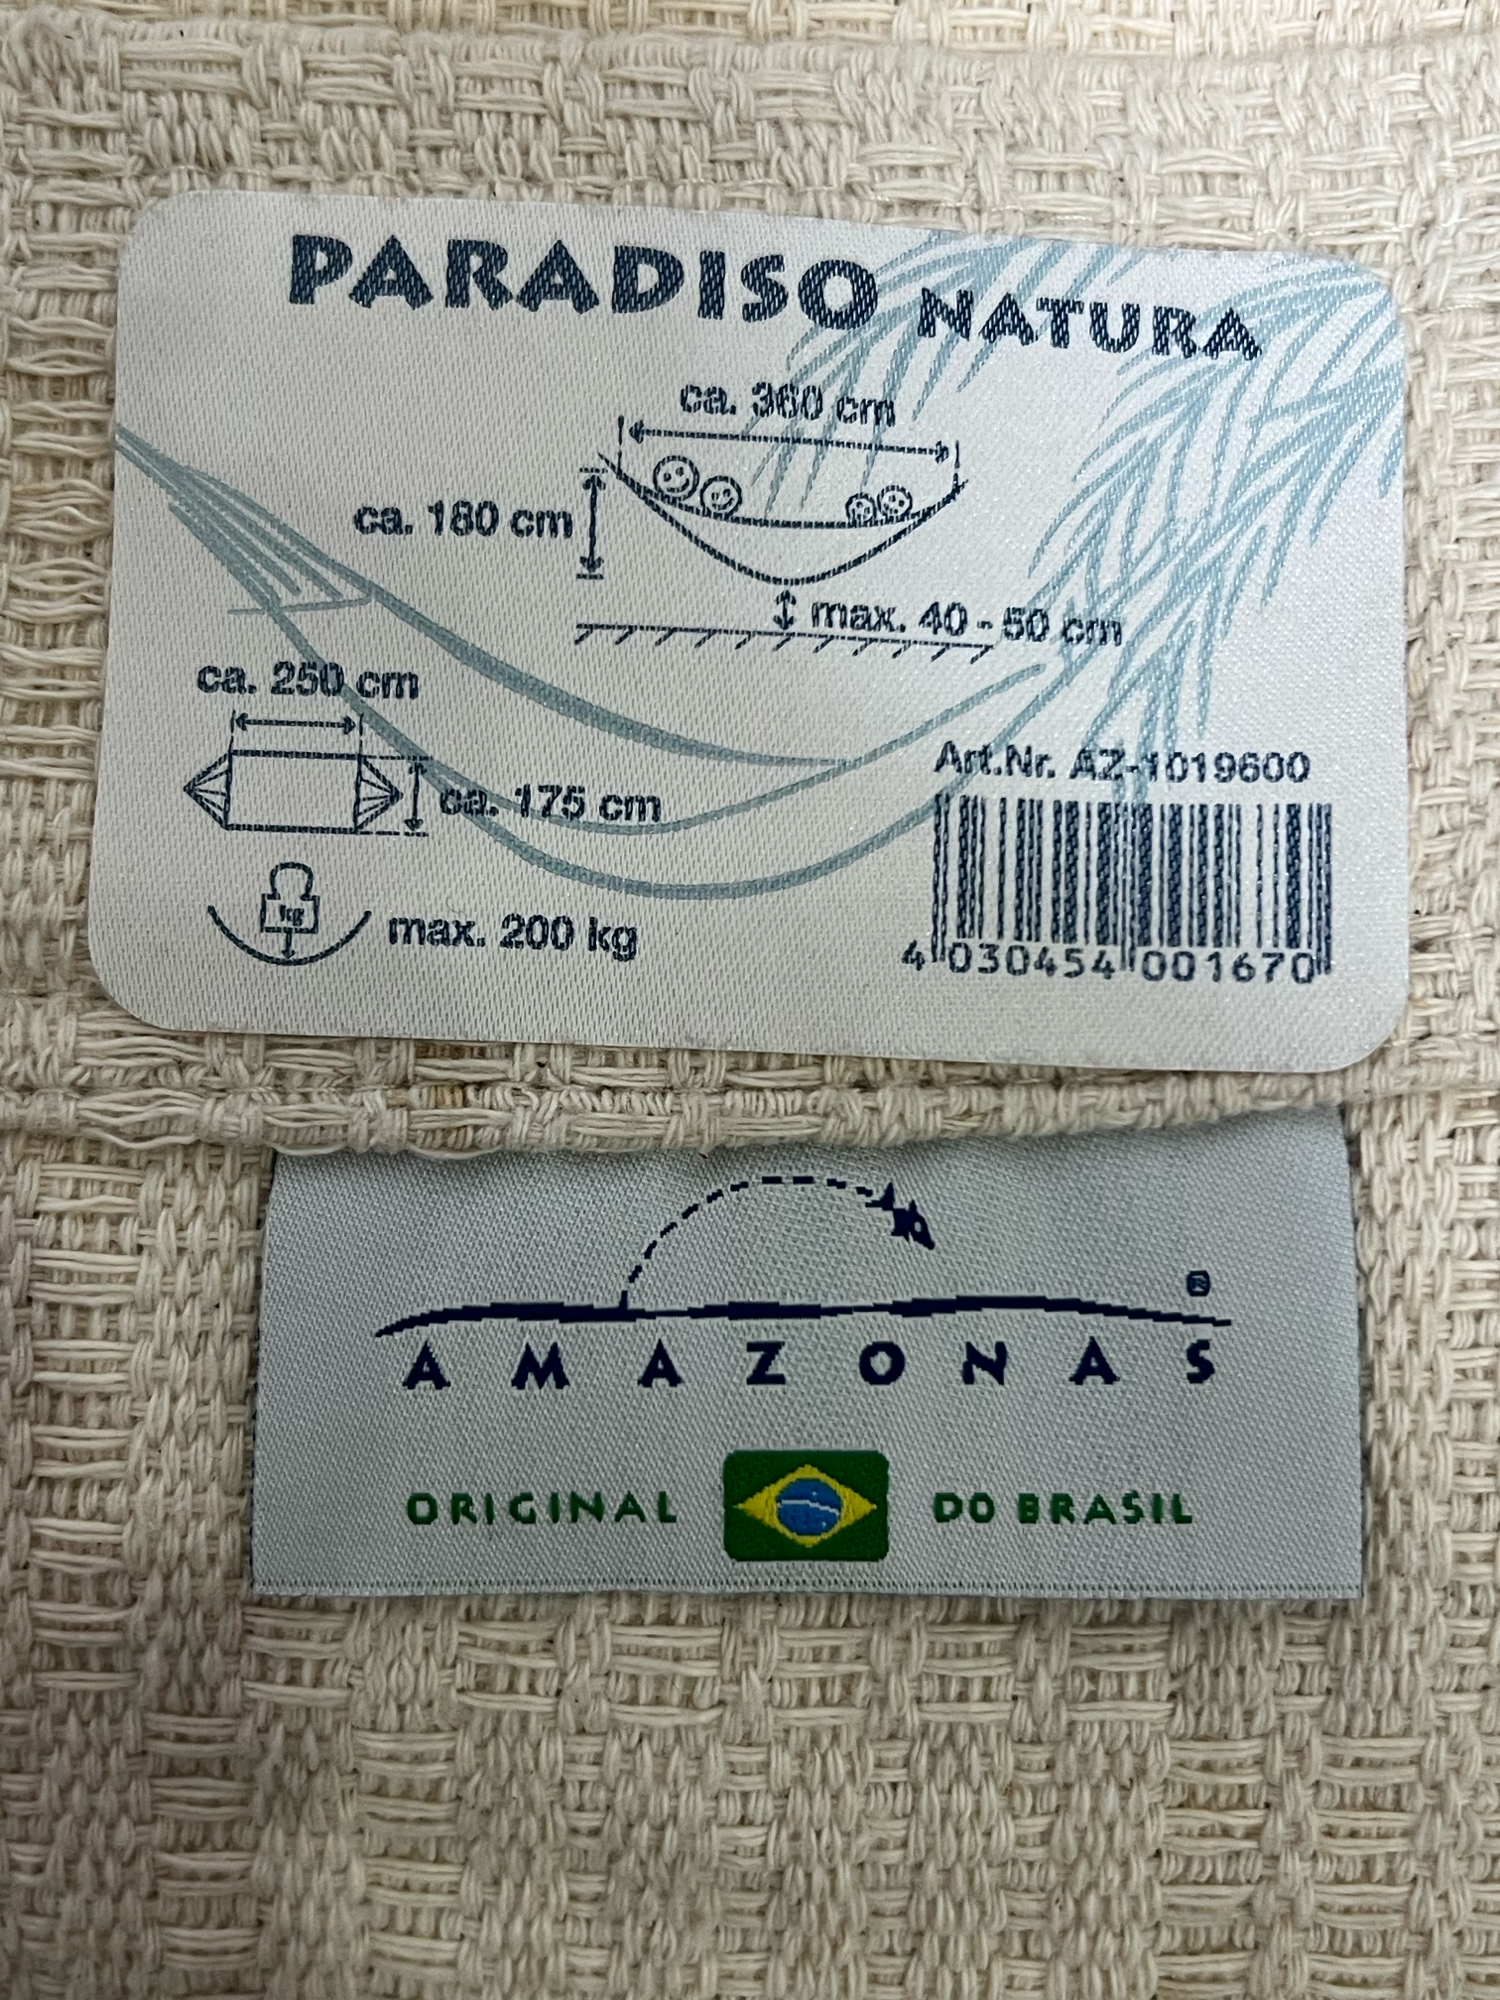 PARADISO NATURA
ca. 360 cm
ca. 180 cm
max. 40 - 50 cm
ca. 250 cm
ca. 175 cm
Art.Nr. AZ-1019600
kg
max. 200 kg
4 030454 001670
®
AMAZONAS
ORIGINAL DO BRASIL